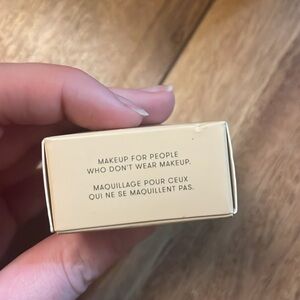 MAKEUP FOR PEOPLE
WHO DON'T WEAR MAKEUP.
MAQUILLAGE POUR CEUX
QUI NE SE MAQUILLENT PAS.